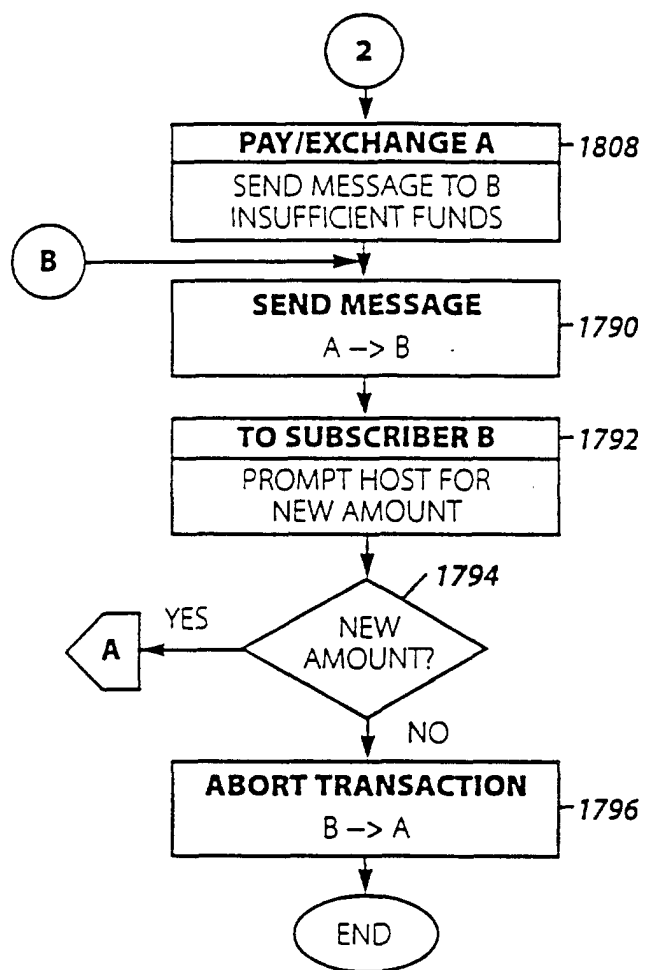 2
PAY/EXCHANGE A
1808
SEND MESSAGE TO B
INSUFFICIENT FUNDS
B
SEND MESSAGE
1790
A –> B
TO SUBSCRIBER B
1792
PROMPT HOST FOR
NEW AMOUNT
1794
YES
NEW
AMOUNT?
A
NO
ABORT TRANSACTION
1796
B –> A
END